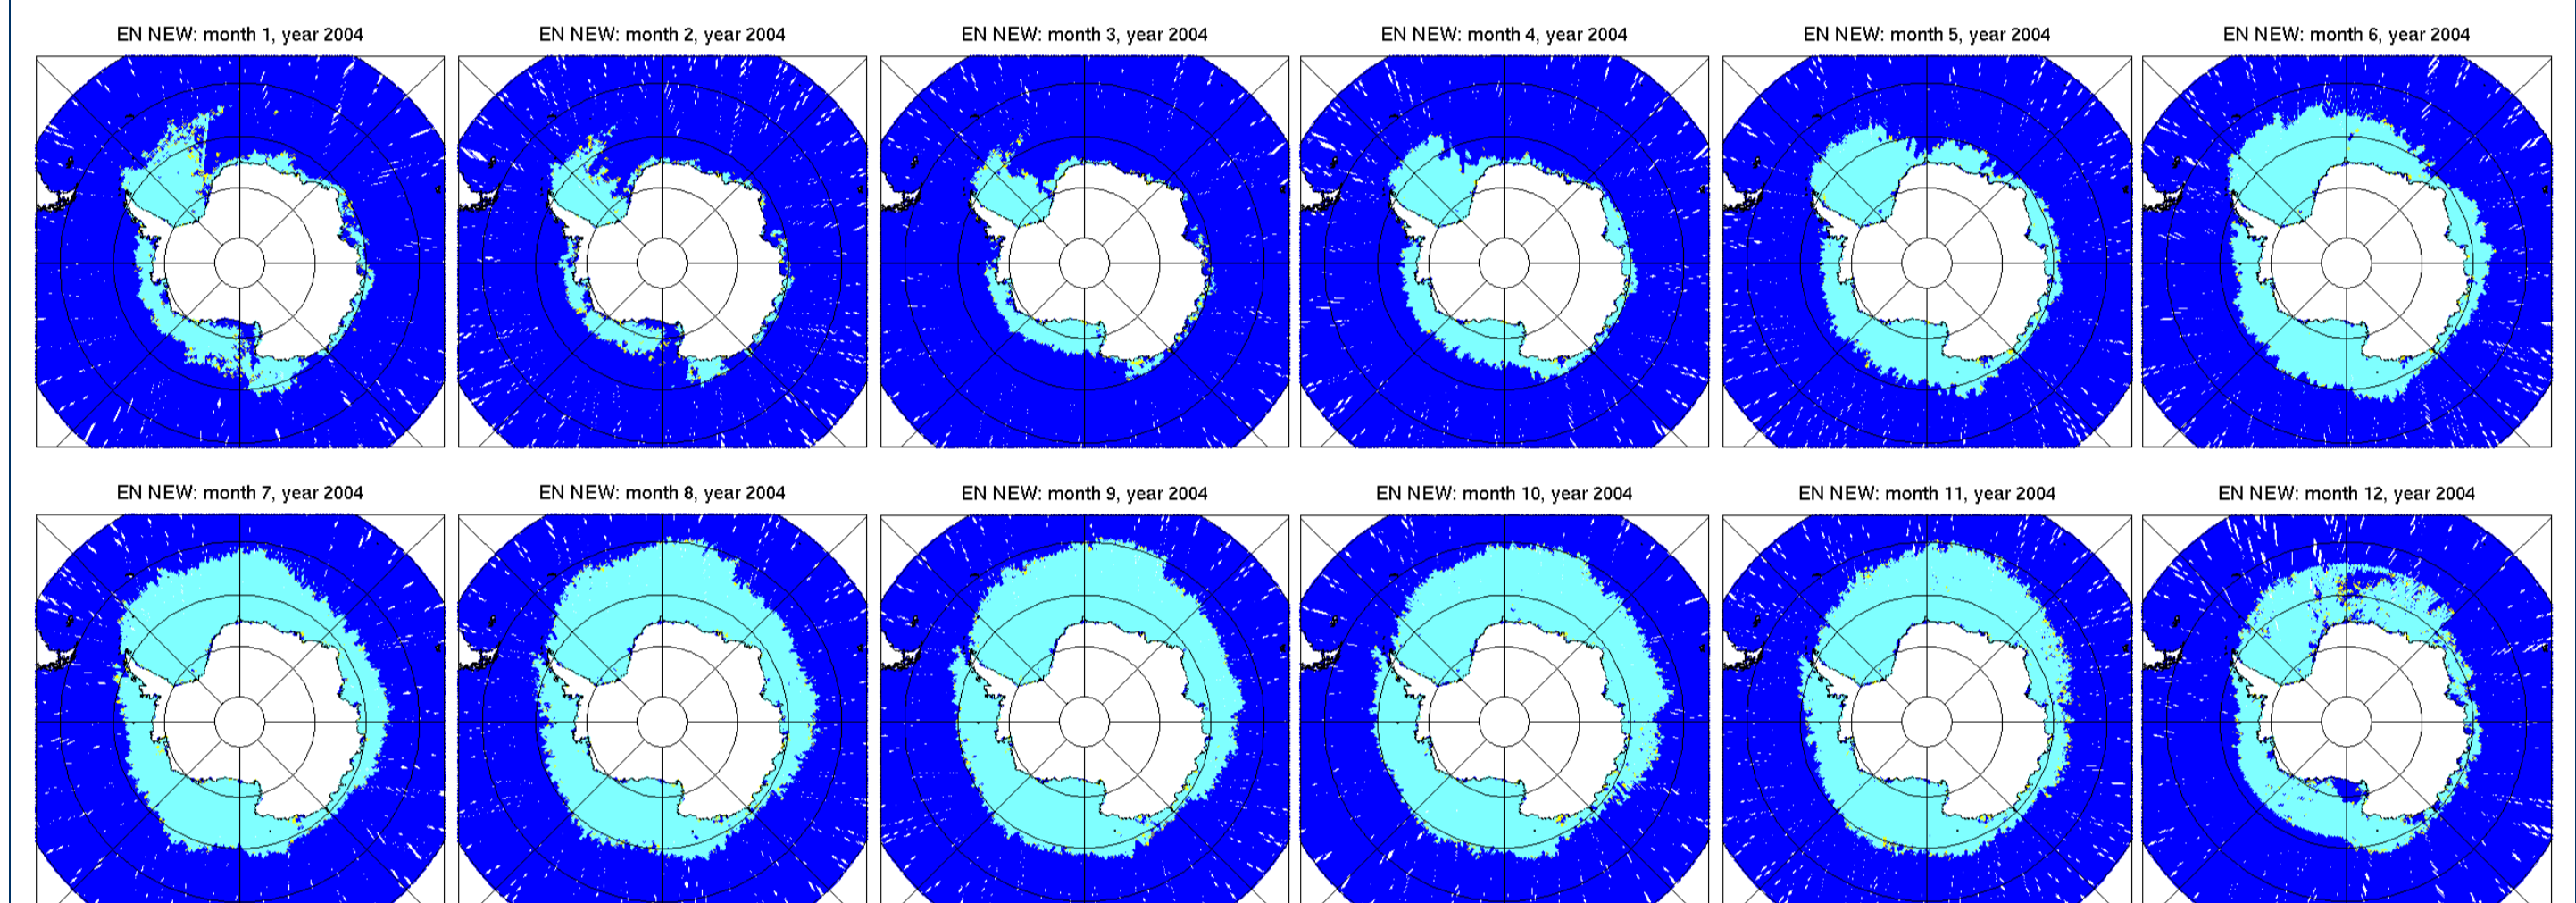 EN NEW: month 1, year 2004
EN NEW: month 2, year 2004
EN NEW: month 3, year 2004
EN NEW: month 4, year 2004
EN NEW: month 5, year 2004
EN NEW: month 6, year 2004
EN NEW: month 7, year 2004
EN NEW: month 8, year 2004
EN NEW: month 9, year 2004
EN NEW: month 10, year 2004
EN NEW: month 11, year 2004
EN NEW: month 12, year 2004